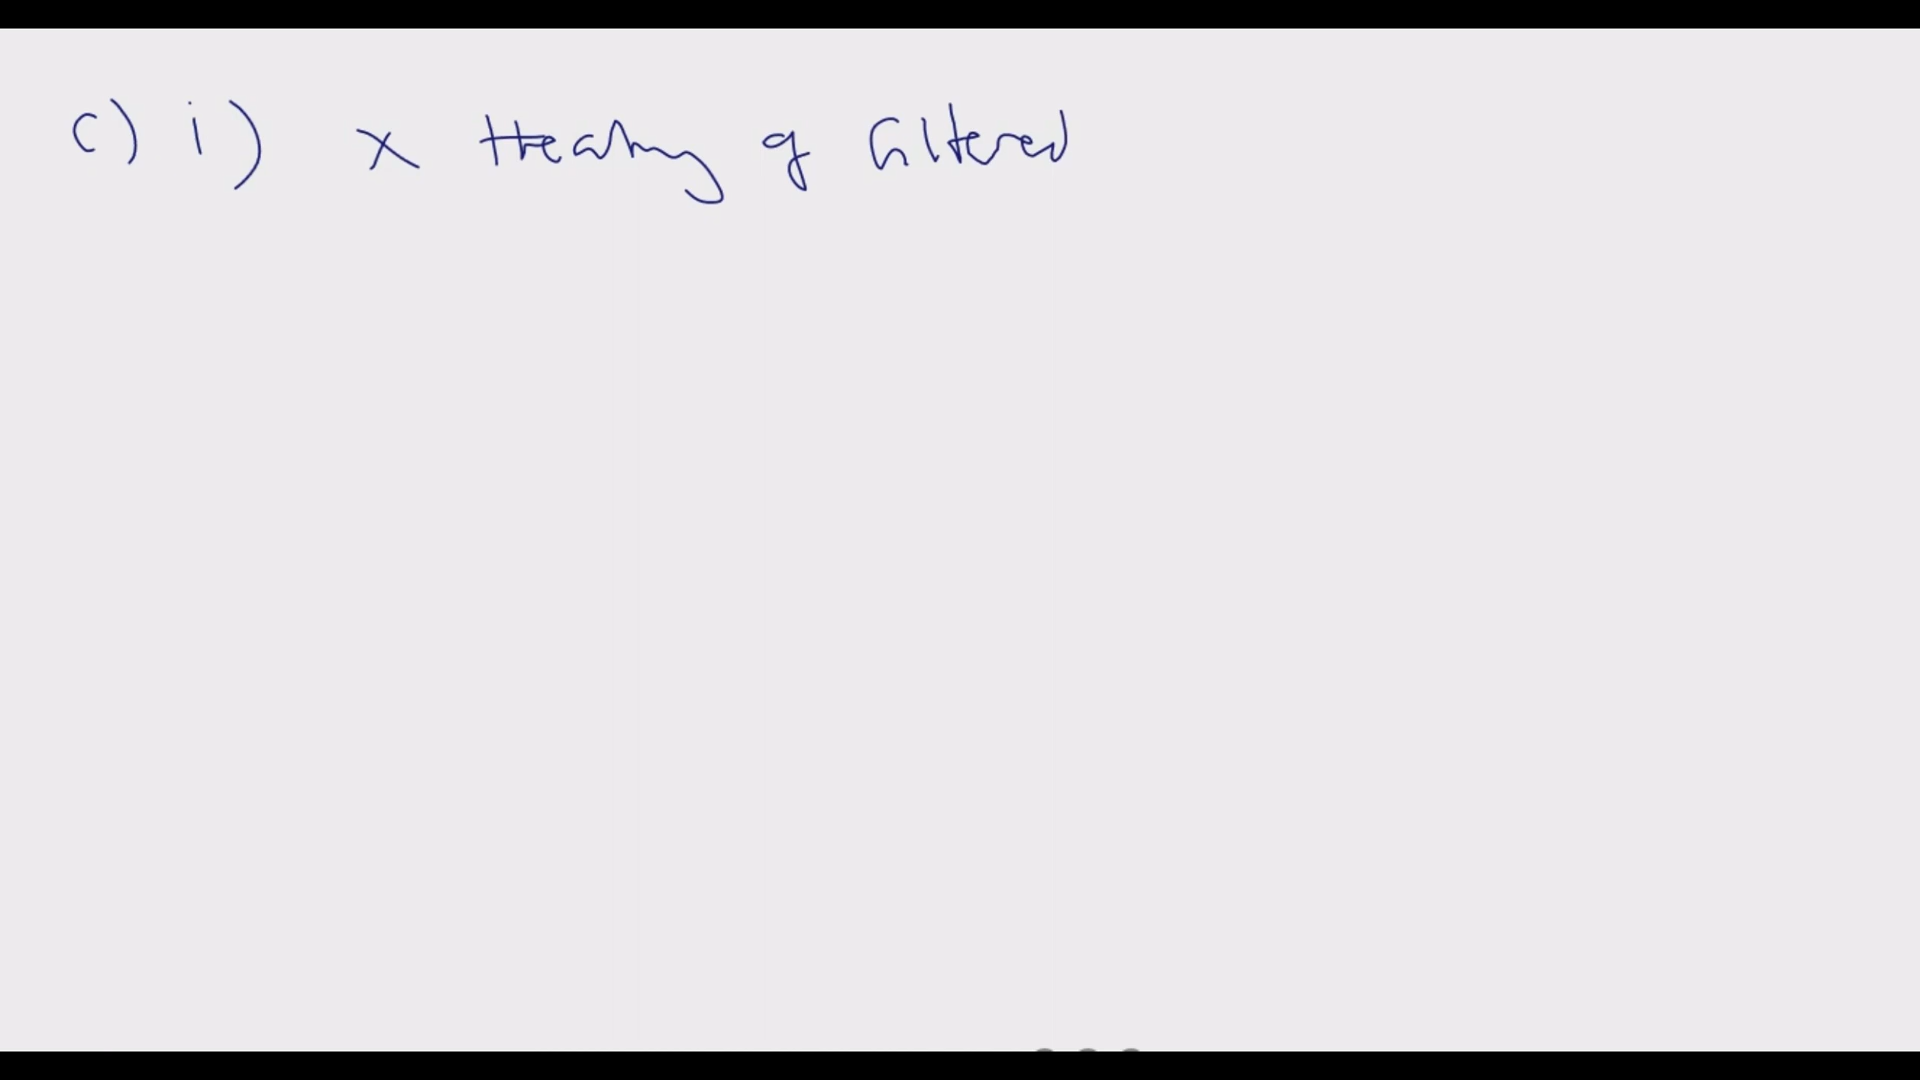 c) i) x heating of filtered